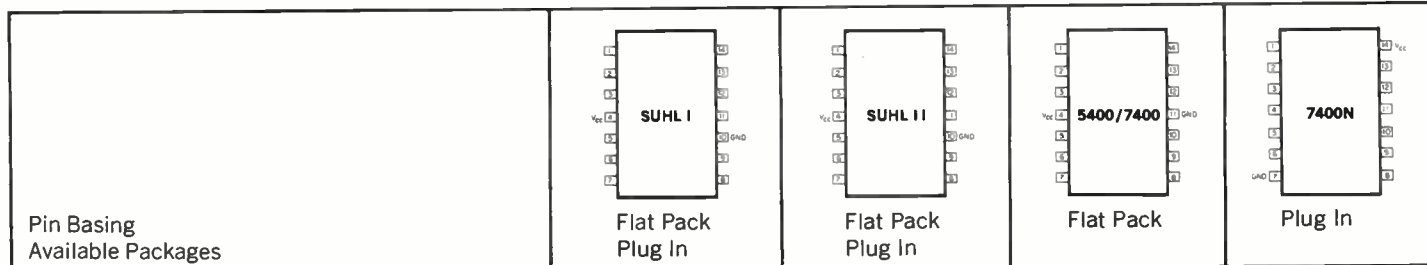 Pin Basing
Available Packages
1 14
2 13
3 12
Vcc 4 SUHL I 11
5 10 GND
6 9
7 8
Flat Pack
Plug In
1 14
2 13
3 12
Vcc 4 SUHL II 1
5 10 GND
6 9
7 8
Flat Pack
Plug In
1 14
2 13
3 12
Vcc 4 5400/7400 11 GND
5 10
6 9
7 8
Flat Pack
1 14 Vcc
2 13
3 12
4 7400N 11
5 10
6 9
GND 7 8
Plug In